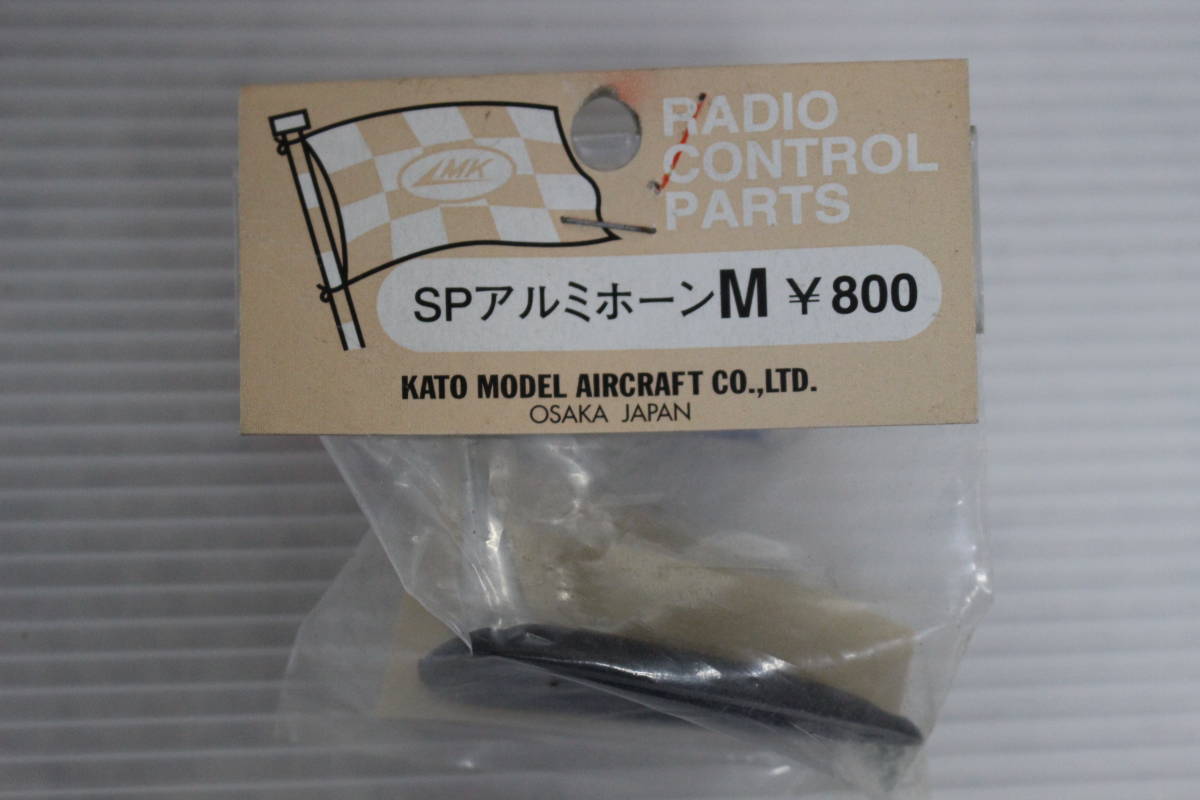 MK
RADIO
CONTROL
PARTS
SPアルミホーンM ¥800
KATO MODEL AIRCRAFT CO.,LTD.
OSAKA JAPAN